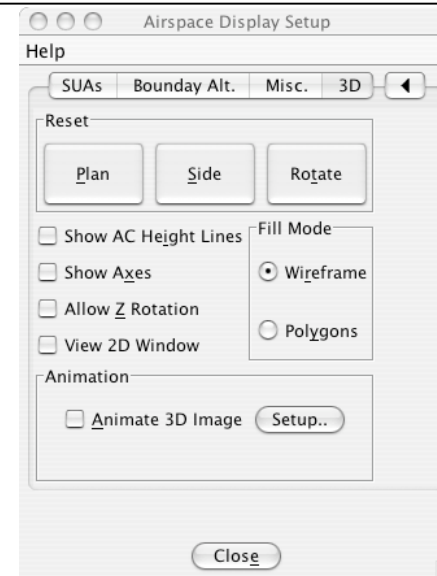 Airspace Display Setup
Help
SUAs Bounday Alt. Misc. 3D
Reset
Plan Side Rotate
Show AC Height Lines
Show Axes
Allow Z Rotation
View 2D Window
Fill Mode
Wireframe
Polygons
Animation
Animate 3D Image Setup..
Close